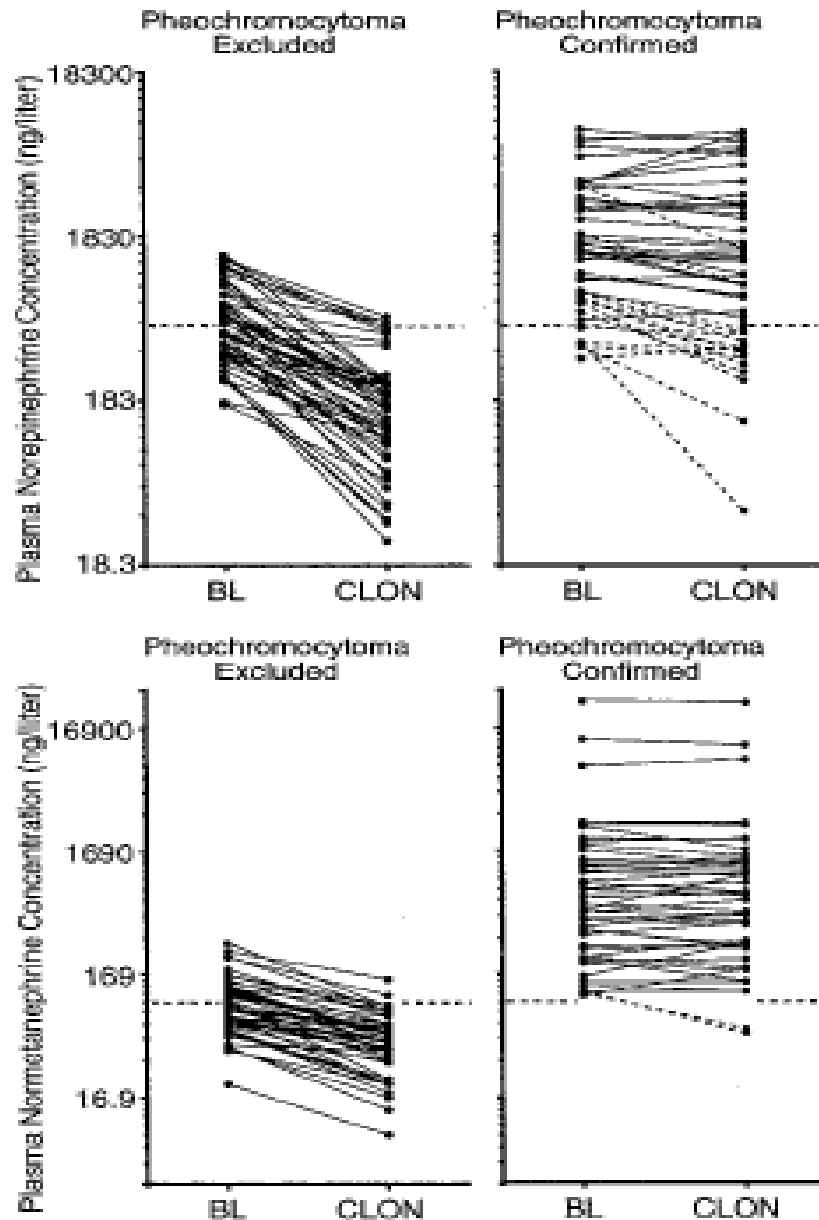 Pheochromocytoma
Excluded
Pheochromocytoma
Confirmed
Plasma Norepinephrine Concentration (ng/liter)
18300
1830
183
18.3
BL
CLON
BL
CLON
Pheochromocytoma
Excluded
Pheochromocytoma
Confirmed
Plasma Normetanephrine Concentration (ng/liter)
16900
1690
169
16.9
BL
CLON
BL
CLON